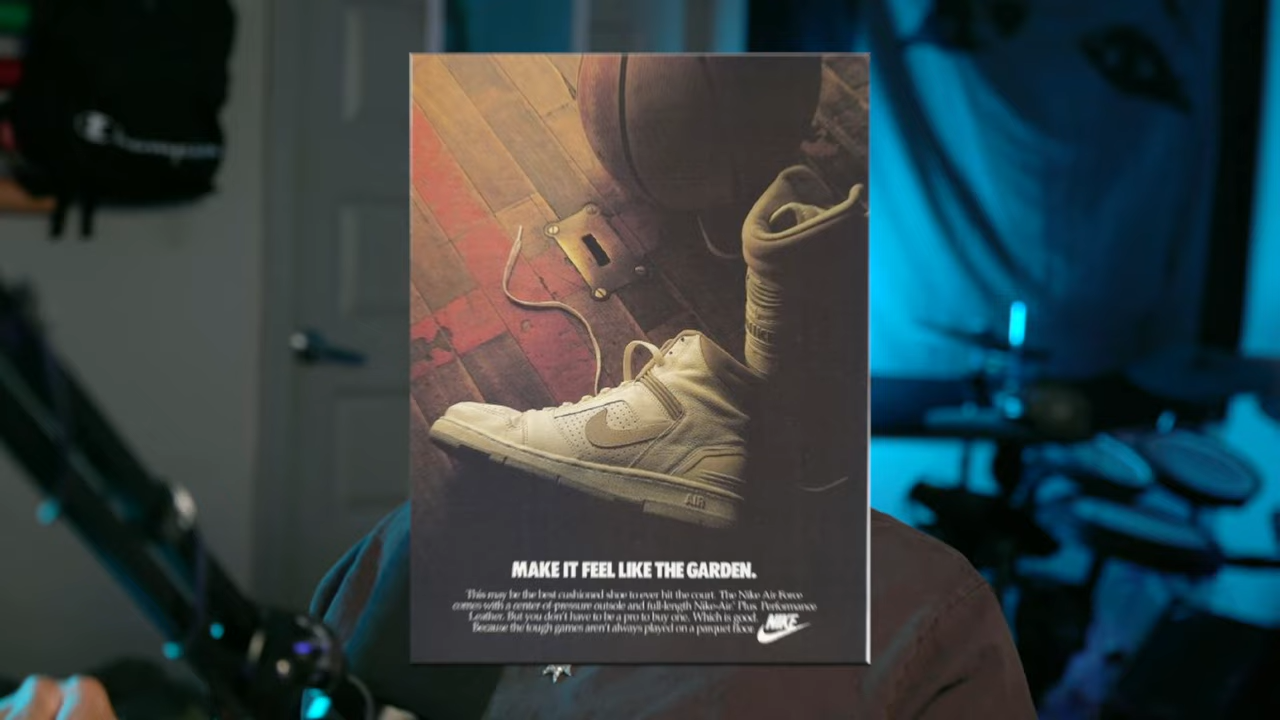 Champion
AIR
MAKE IT FEEL LIKE THE GARDEN.
This may be the best cushioned shoe to ever hit the court. The Nike Air Force
comes with a center-of-pressure outsole and full-length Nike-Air™ Plus. Performance
Leather. But you don't have to be a pro to buy one. Which is good.
Because the tough games aren't always played on a parquet floor.
NIKE